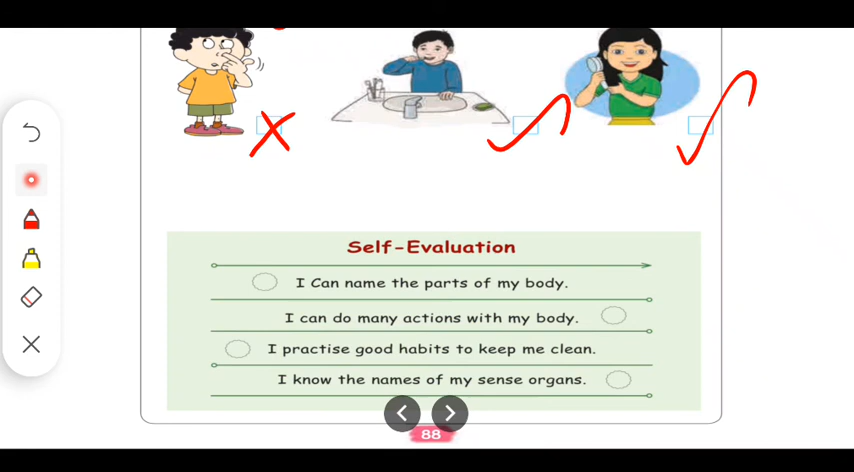 Self-Evaluation
I Can name the parts of my body.
I can do many actions with my body.
I practise good habits to keep me clean.
I know the names of my sense organs.
88